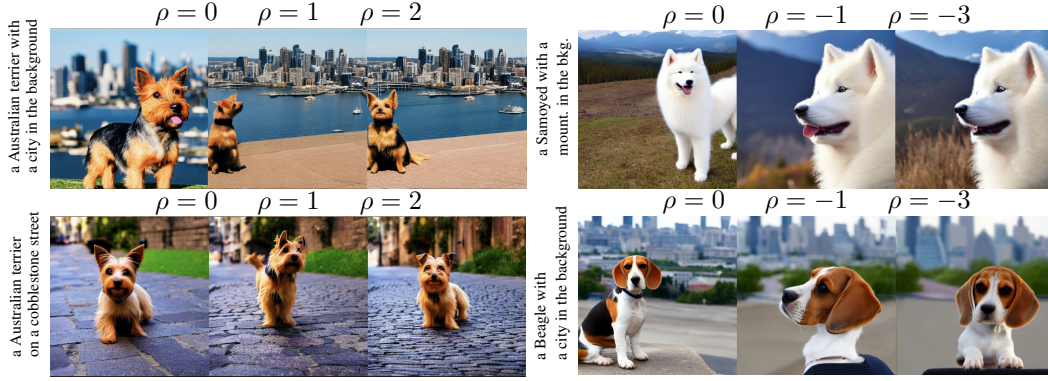 ρ = 0 ρ = 1 ρ = 2
a Australian terrier with
a city in the background
ρ = 0 ρ = −1 ρ = −3
a Samoyed with a
mount. in the bkg.
ρ = 0 ρ = 1 ρ = 2
a Australian terrier
on a cobblestone street
ρ = 0 ρ = −1 ρ = −3
a Beagle with
a city in the background